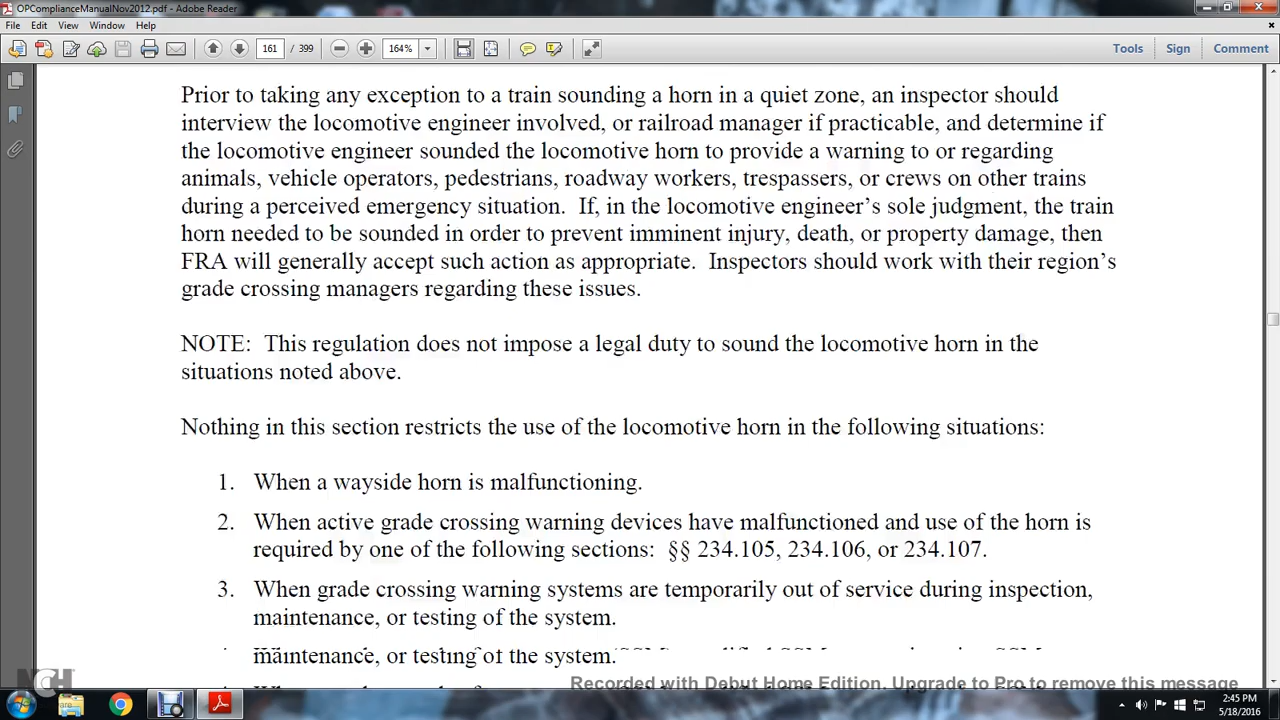 OPComplianceManualNov2012.pdf - Adobe Reader
File Edit View Window Help
161 / 399 164% Tools Sign Comment
Prior to taking any exception to a train sounding a horn in a quiet zone, an inspector should
interview the locomotive engineer involved, or railroad manager if practicable, and determine if
the locomotive engineer sounded the locomotive horn to provide a warning to or regarding
animals, vehicle operators, pedestrians, roadway workers, trespassers, or crews on other trains
during a perceived emergency situation.  If, in the locomotive engineer's sole judgment, the train
horn needed to be sounded in order to prevent imminent injury, death, or property damage, then
FRA will generally accept such action as appropriate.  Inspectors should work with their region's
grade crossing managers regarding these issues.
NOTE:  This regulation does not impose a legal duty to sound the locomotive horn in the
situations noted above.
Nothing in this section restricts the use of the locomotive horn in the following situations:
1. When a wayside horn is malfunctioning.
2. When active grade crossing warning devices have malfunctioned and use of the horn is
required by one of the following sections:  §§ 234.105, 234.106, or 234.107.
3. When grade crossing warning systems are temporarily out of service during inspection,
maintenance, or testing of the system.
maintenance, or testing of the system.
NCH
Recorded with Debut Home Edition. Upgrade to Pro to remove this message
2:45 PM
5/18/2016